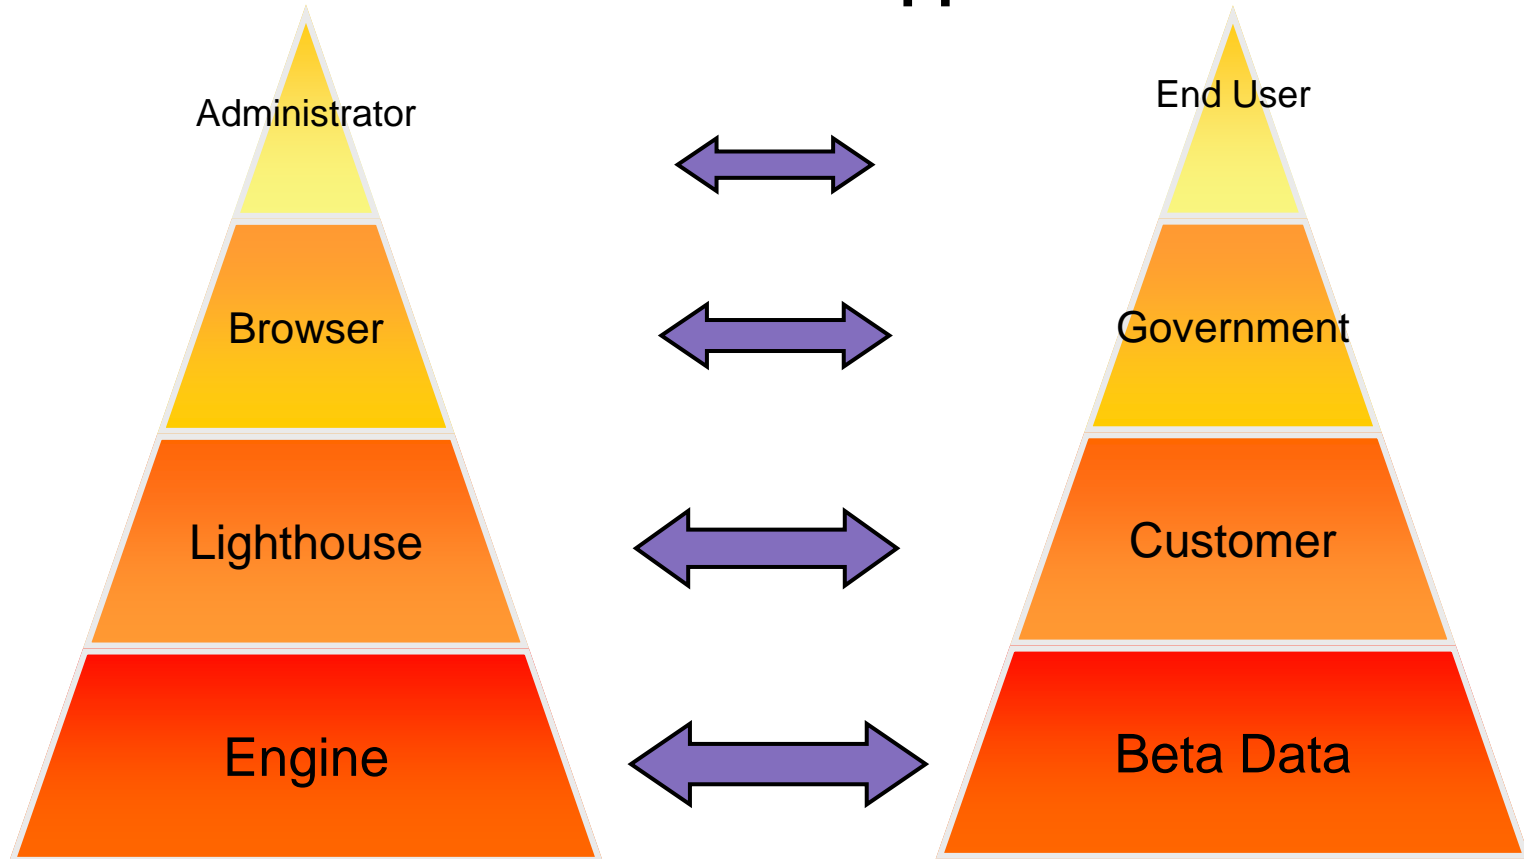 Administrator
End User
Browser
Government
Lighthouse
Customer
Engine
Beta Data